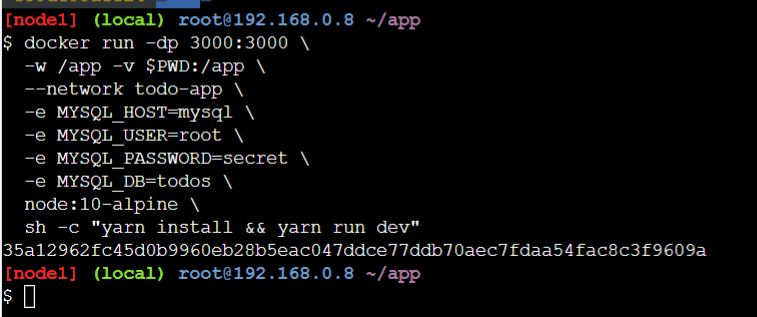 [node1] (local) root@192.168.0.8 ~/app
$ docker run -dp 3000:3000 \
  -w /app -v $PWD:/app \
  --network todo-app \
  -e MYSQL_HOST=mysql \
  -e MYSQL_USER=root \
  -e MYSQL_PASSWORD=secret \
  -e MYSQL_DB=todos \
  node:10-alpine \
  sh -c "yarn install && yarn run dev"
35a12962fc45d0b9960eb28b5eac047ddce77ddb70aec7fdaa54fac8c3f9609a
[node1] (local) root@192.168.0.8 ~/app
$